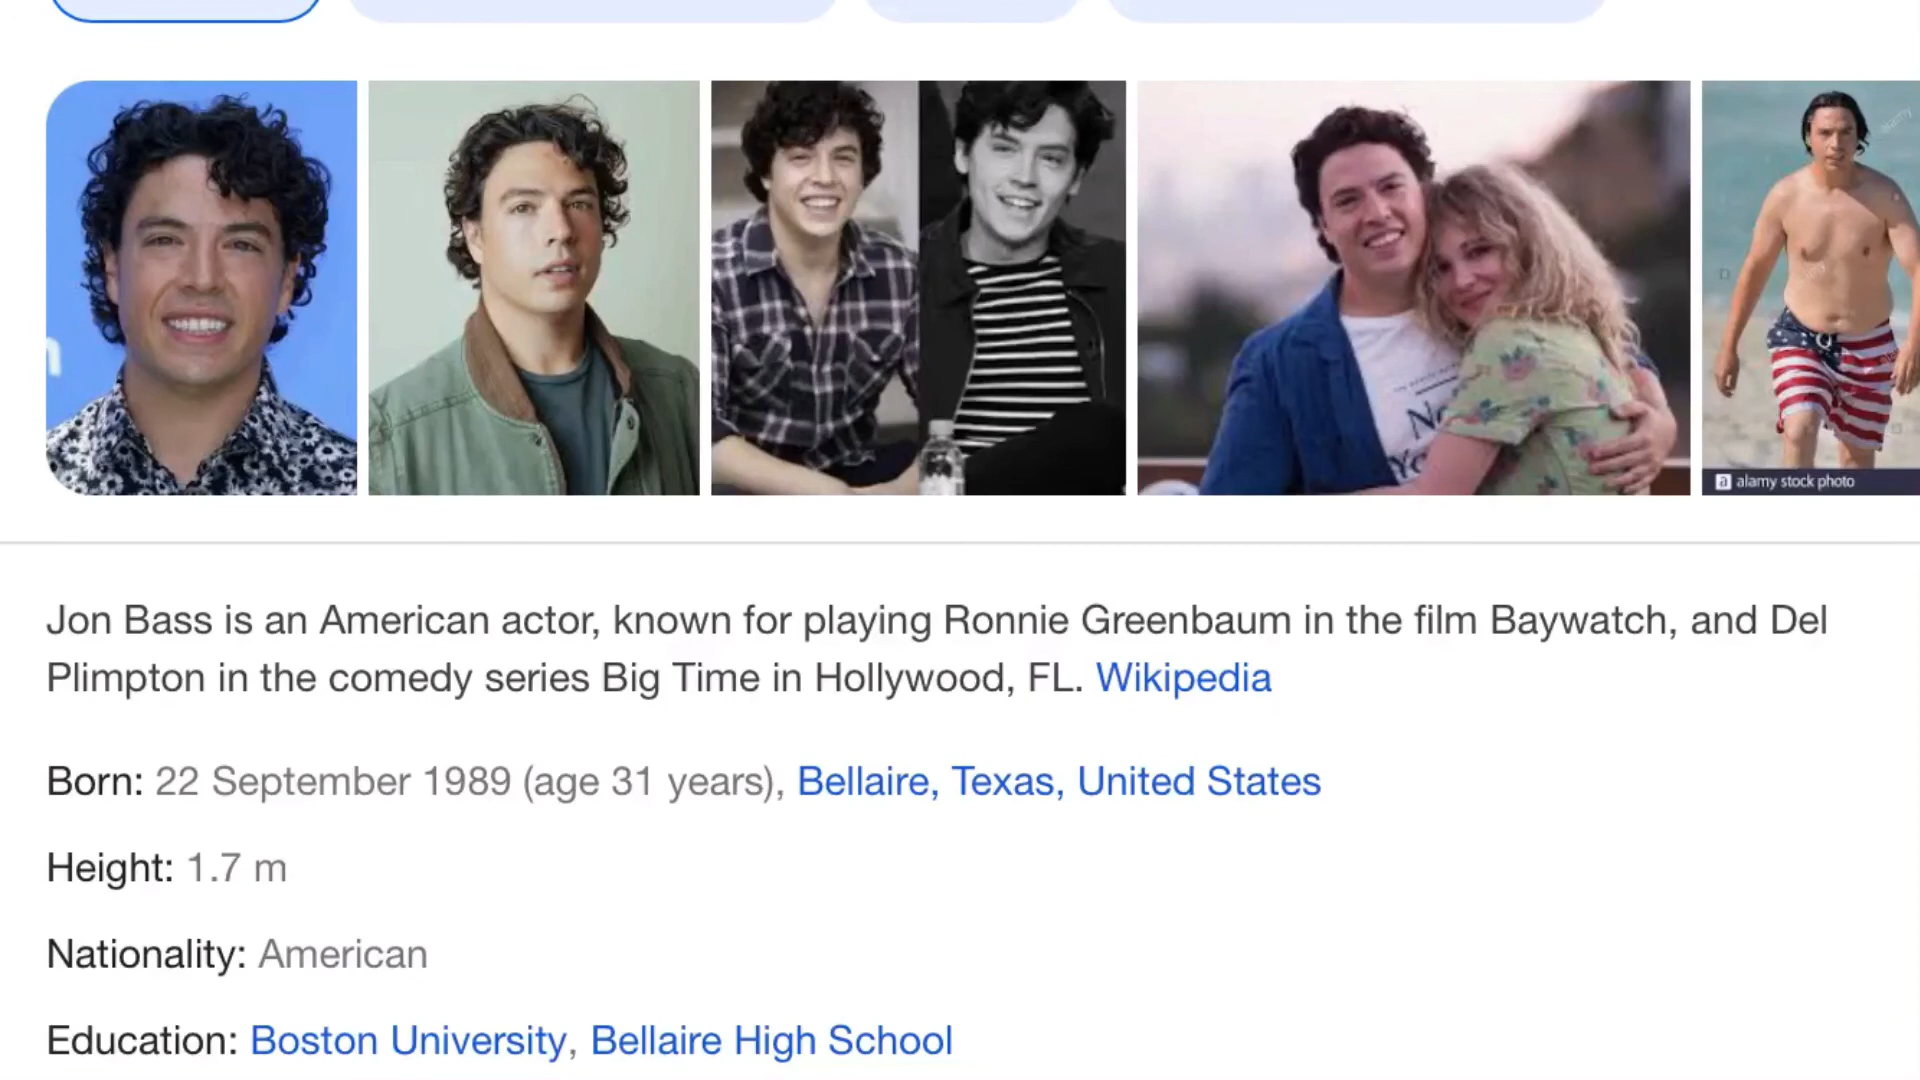 alamy stock photo
Jon Bass is an American actor, known for playing Ronnie Greenbaum in the film Baywatch, and Del
Plimpton in the comedy series Big Time in Hollywood, FL. Wikipedia
Born: 22 September 1989 (age 31 years), Bellaire, Texas, United States
Height: 1.7 m
Nationality: American
Education: Boston University, Bellaire High School